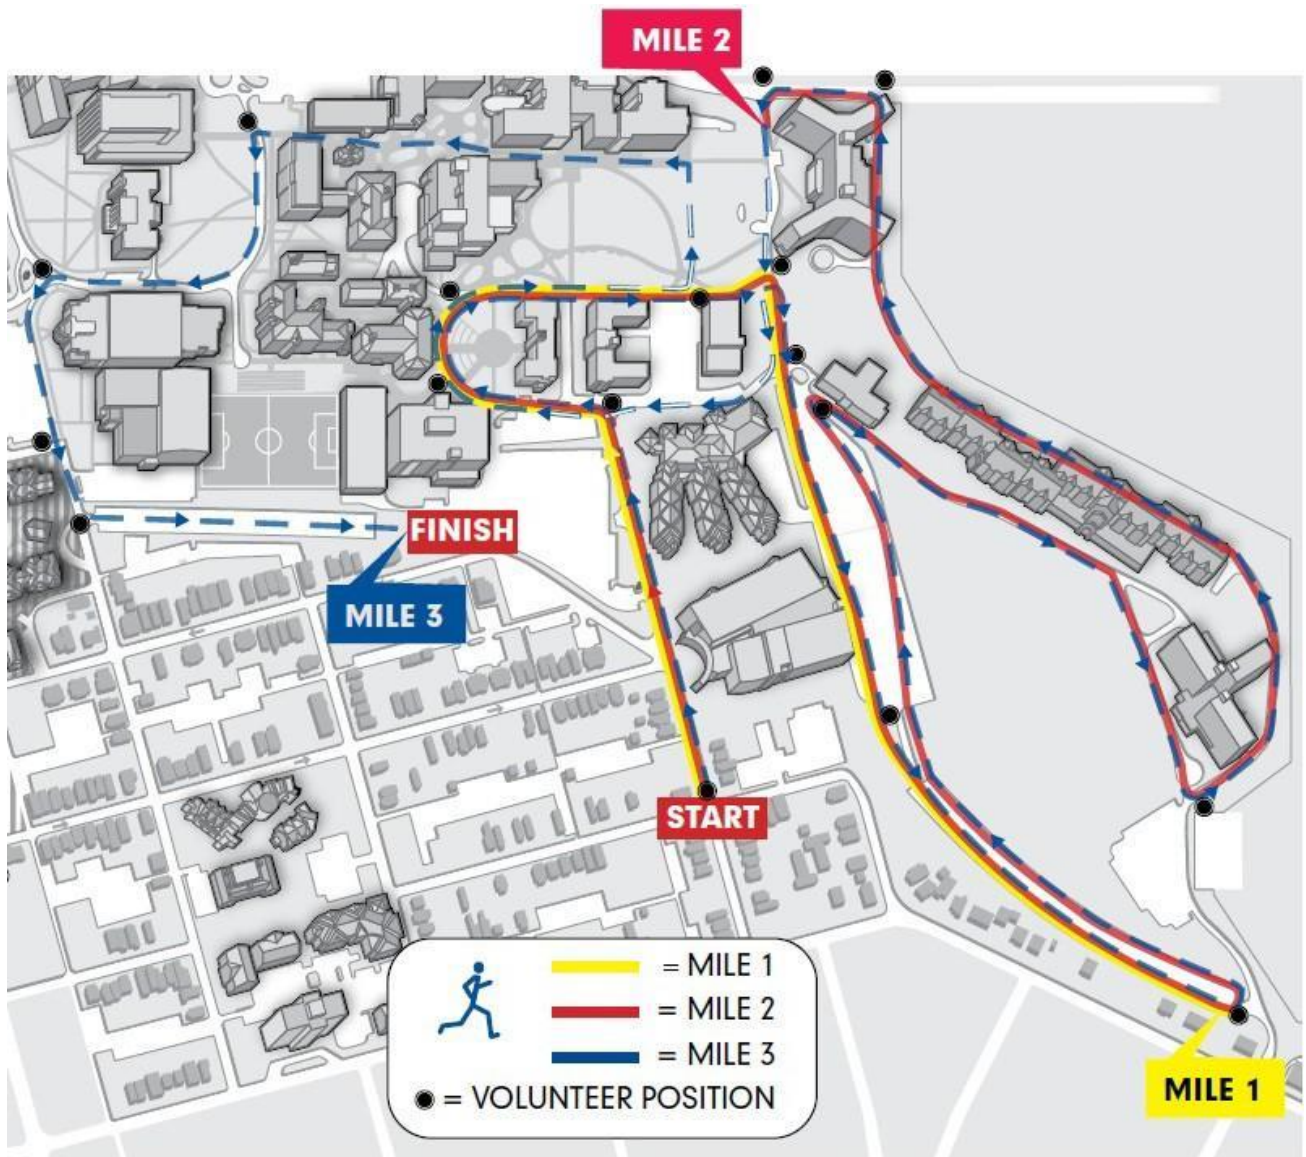 MILE 2
FINISH
MILE 3
START
= MILE 1
= MILE 2
= MILE 3
= VOLUNTEER POSITION
MILE 1